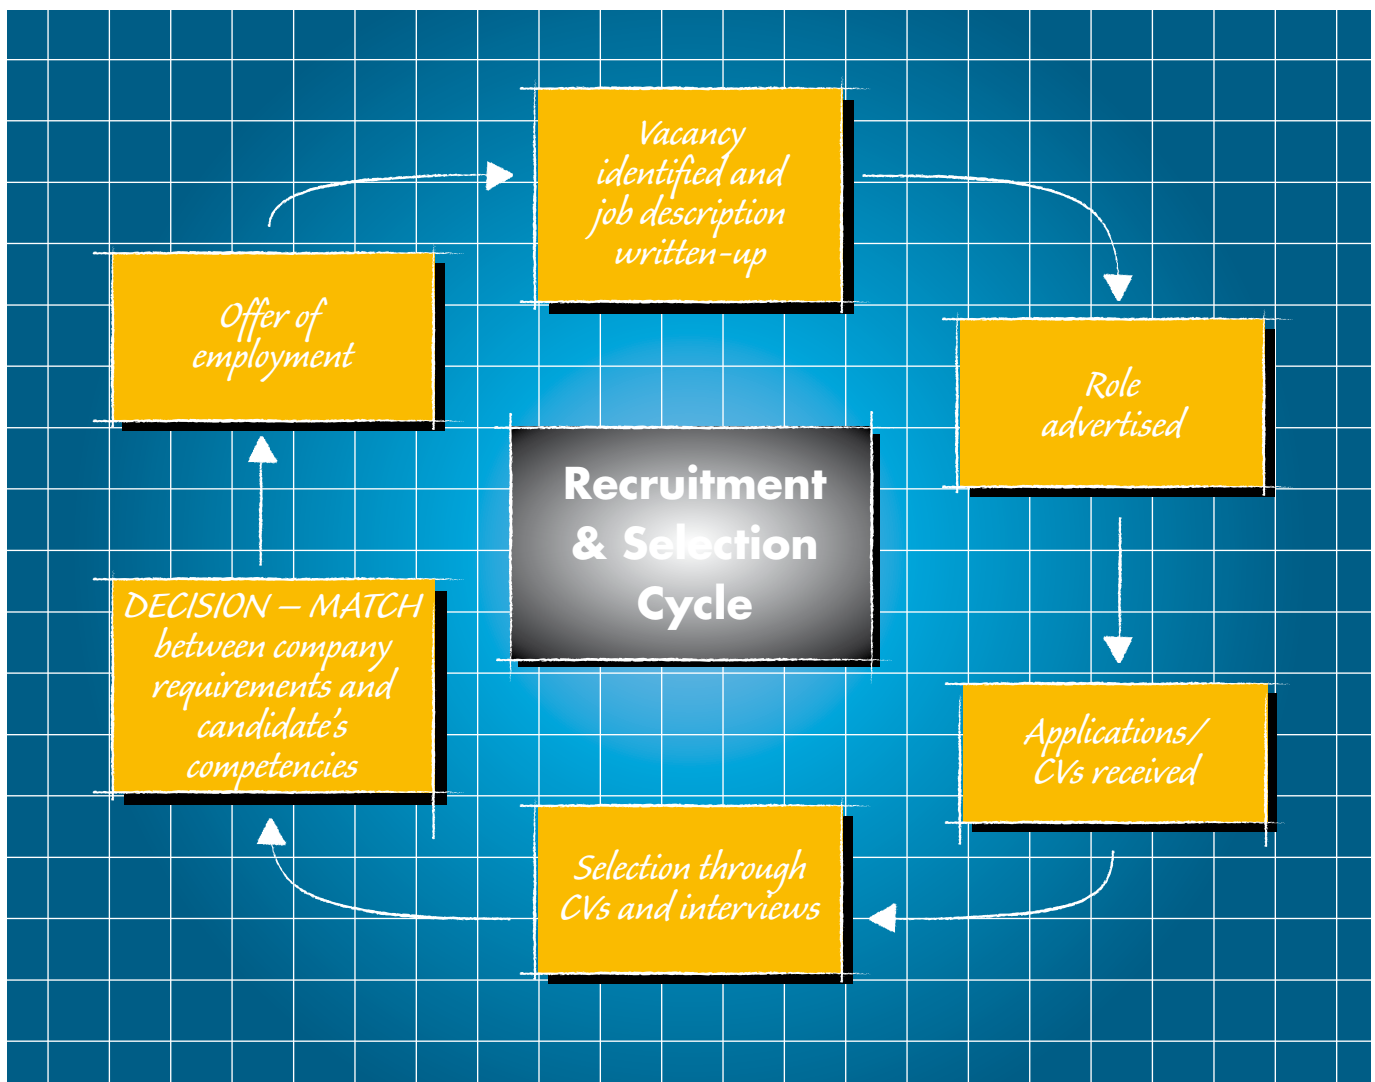 Vacancy
identified and
job description
written-up
Role
advertised
Applications/
CVs received
Selection through
CVs and interviews
DECISION – MATCH
between company
requirements and
candidate's
competencies
Offer of
employment
Recruitment
& Selection
Cycle